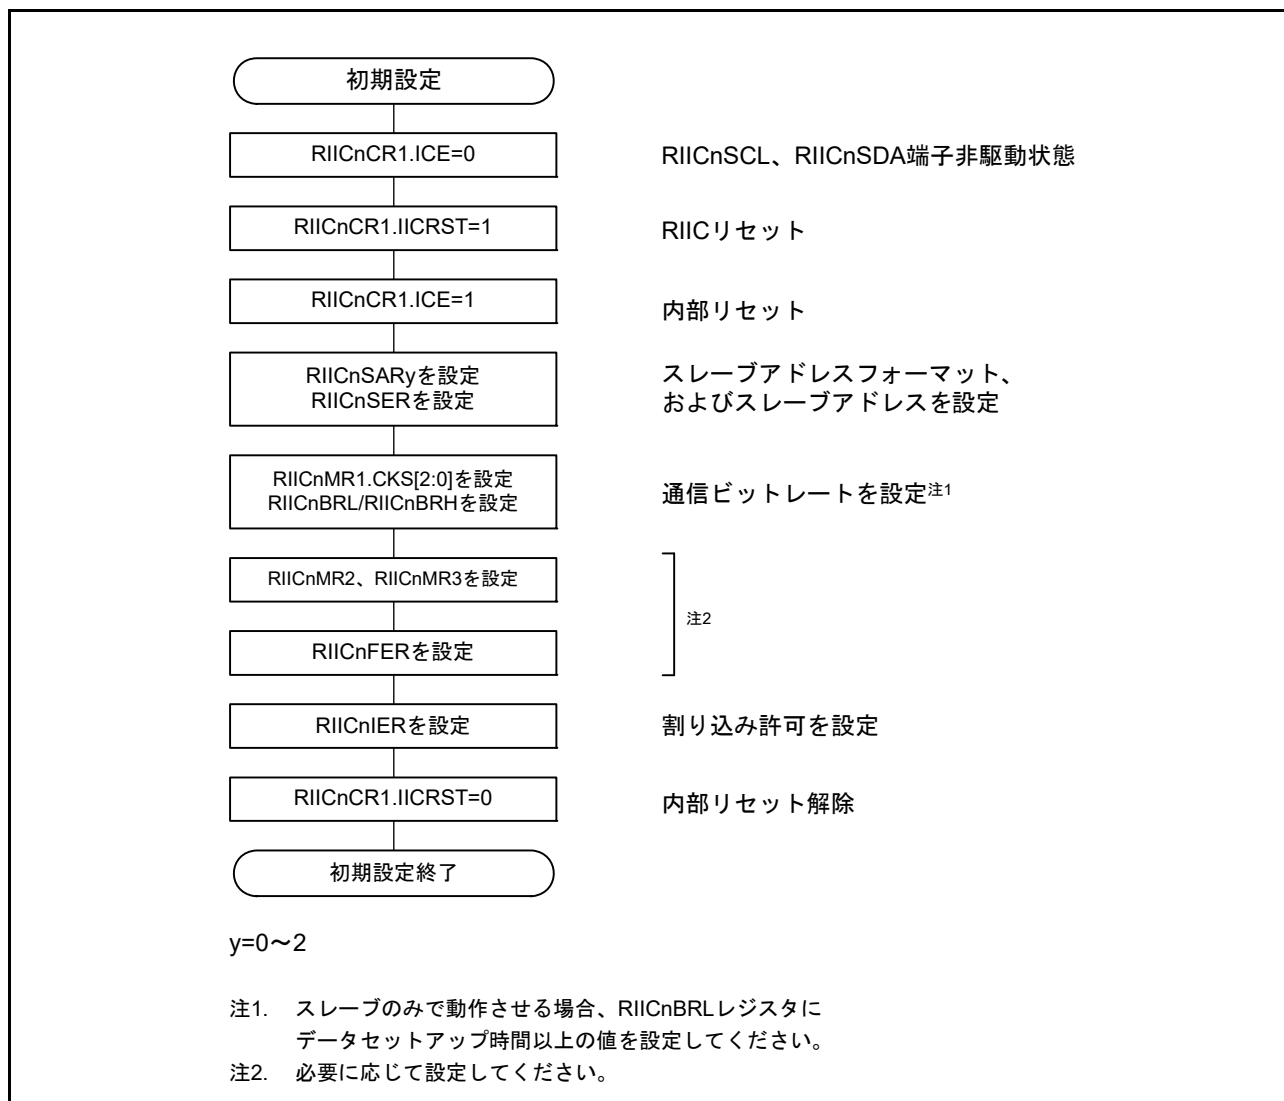 初期設定
RIICnCR1.ICE=0
RIICnSCL、RIICnSDA端子非駆動状態
RIICnCR1.IICRST=1
RIICリセット
RIICnCR1.ICE=1
内部リセット
RIICnSARyを設定
RIICnSERを設定
スレーブアドレスフォーマット、
およびスレーブアドレスを設定
RIICnMR1.CKS[2:0]を設定
RIICnBRL/RIICnBRHを設定
通信ビットレートを設定注1
RIICnMR2、RIICnMR3を設定
注2
RIICnFERを設定
RIICnIERを設定
割り込み許可を設定
RIICnCR1.IICRST=0
内部リセット解除
初期設定終了
y=0～2
注1. スレーブのみで動作させる場合、RIICnBRLレジスタに
データセットアップ時間以上の値を設定してください。
注2. 必要に応じて設定してください。